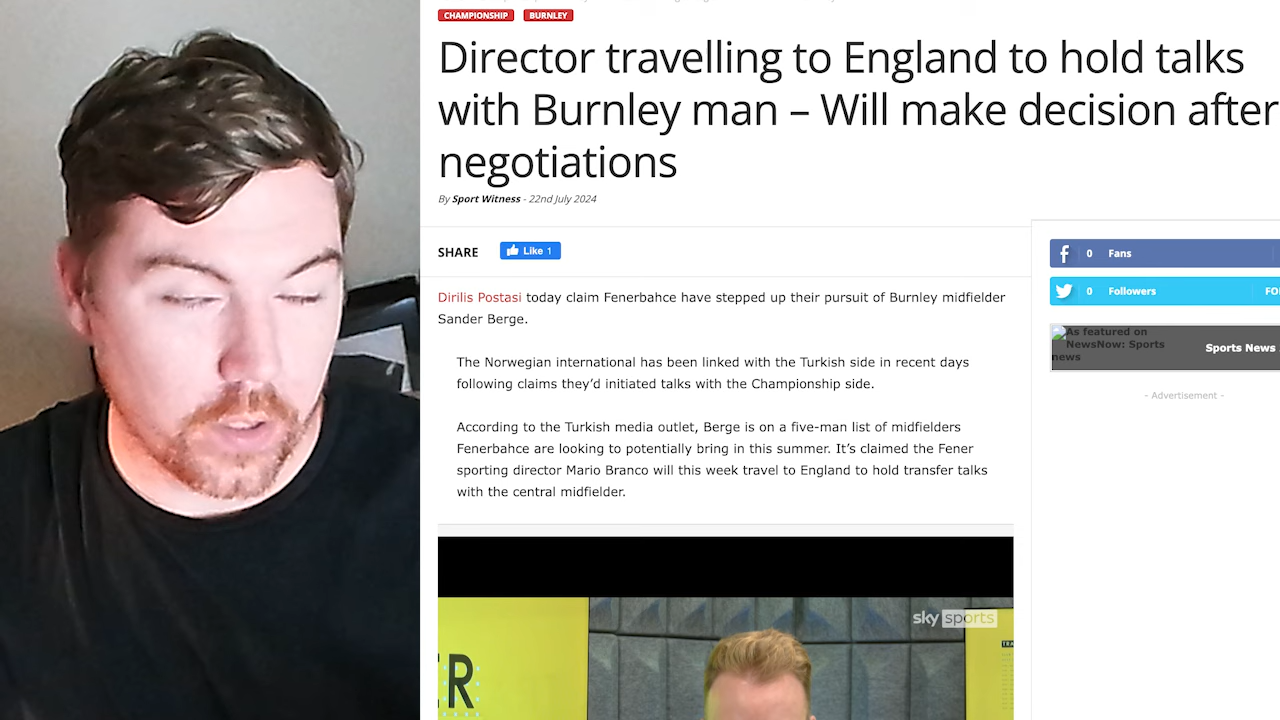 CHAMPIONSHIP BURNLEY
Director travelling to England to hold talks
with Burnley man – Will make decision after
negotiations
By Sport Witness - 22nd July 2024
SHARE
Like 1
Dirilis Postasi today claim Fenerbahce have stepped up their pursuit of Burnley midfielder
Sander Berge.
The Norwegian international has been linked with the Turkish side in recent days
following claims they'd initiated talks with the Championship side.
According to the Turkish media outlet, Berge is on a five-man list of midfielders
Fenerbahce are looking to potentially bring in this summer. It's claimed the Fener
sporting director Mario Branco will this week travel to England to hold transfer talks
with the central midfielder.
0 Fans
0 Followers FO
As featured on
NewsNow: Sports
news
Sports News
- Advertisement -
sky sports
ER